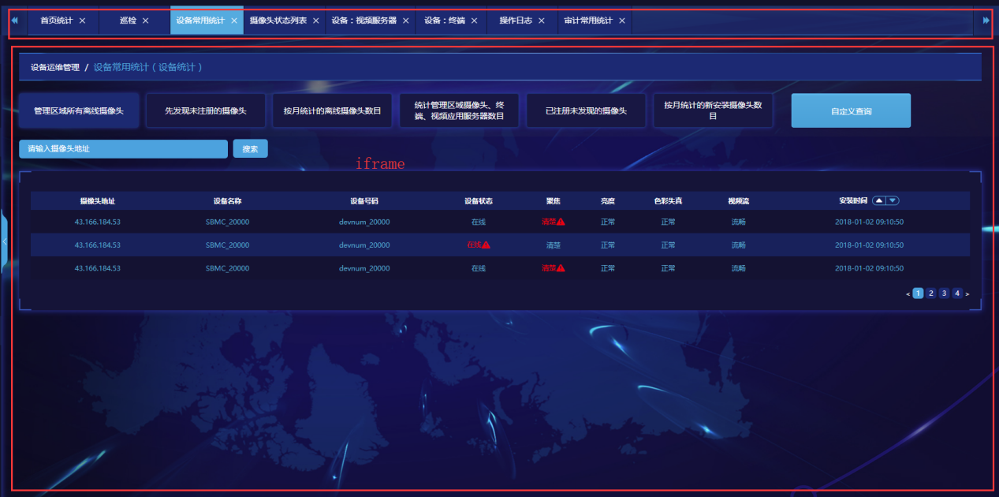 首页统计 × 巡检 × 设备常用统计 × 摄像头状态列表 × 设备：视频服务器 × 设备：终端 × 操作日志 × 审计常用统计 ×
设备运维管理 / 设备常用统计（设备统计）
管理区域所有离线摄像头
先发现未注册的摄像头
按月统计的离线摄像头数目
统计管理区域摄像头、终
端、视频应用服务器数目
已注册未发现的摄像头
按月统计的新安装摄像头数
目
自定义查询
请输入摄像头地址 搜索
iframe
摄像头地址 设备名称 设备号码 设备状态 聚焦 亮度 色彩失真 视频流 安装时间
43.166.184.53 SBMC_20000 devnum_20000 在线 清楚 正常 正常 流畅 2018-01-02 09:10:50
43.166.184.53 SBMC_20000 devnum_20000 在线 清楚 正常 正常 流畅 2018-01-02 09:10:50
43.166.184.53 SBMC_20000 devnum_20000 在线 清楚 正常 正常 流畅 2018-01-02 09:10:50
< 1 2 3 4 >